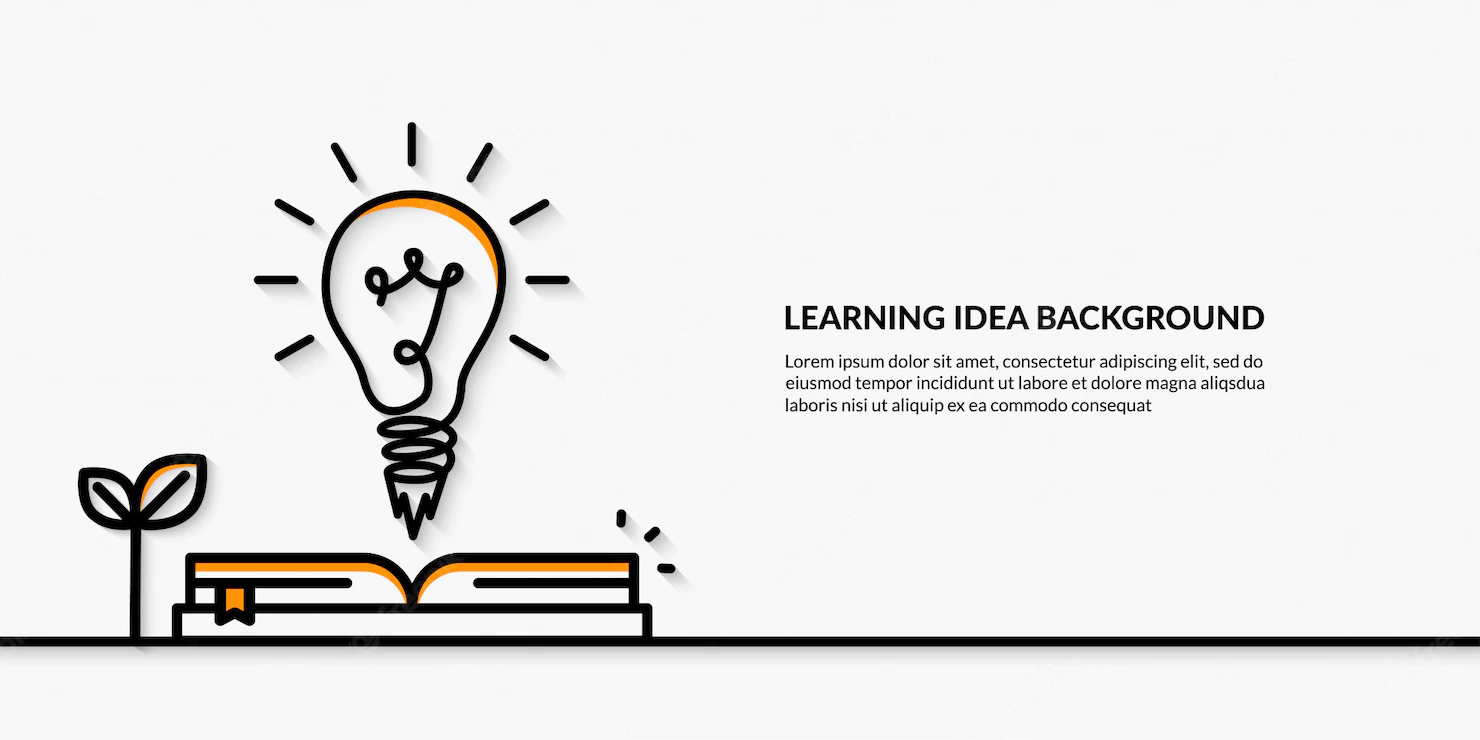 LEARNING IDEA BACKGROUND
Lorem ipsum dolor sit amet, consectetur adipiscing elit, sed do
eiusmod tempor incididunt ut labore et dolore magna aliqsdua
laboris nisi ut aliquip ex ea commodo consequat